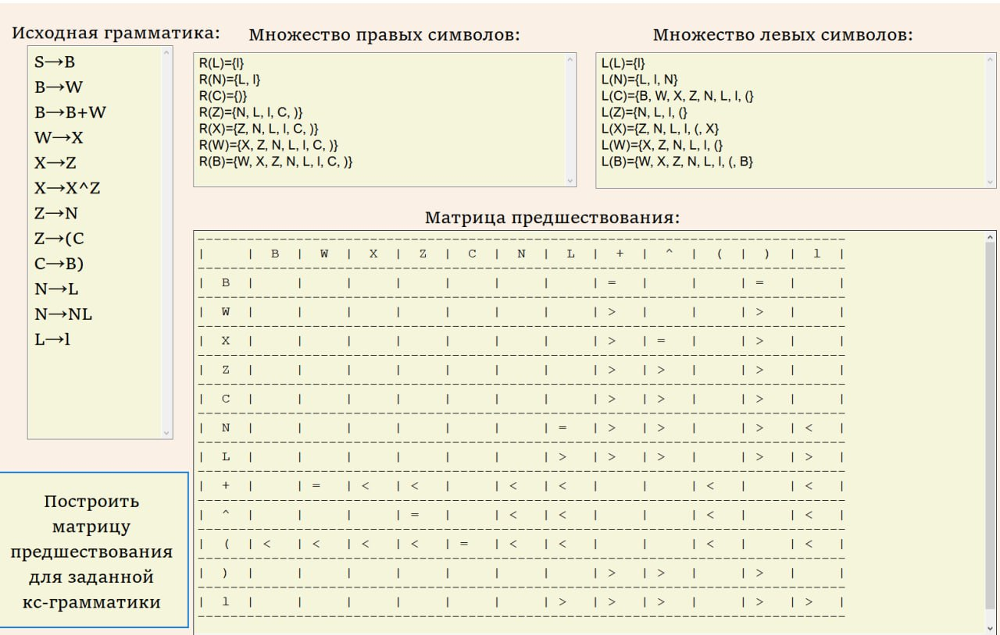 Исходная грамматика:
S→B
B→W
B→B+W
W→X
X→Z
X→X^Z
Z→N
Z→(C
C→B)
N→L
N→NL
L→l
Множество правых символов:
R(L)={l}
R(N)={L, l}
R(C)={)}
R(Z)={N, L, l, C, )}
R(X)={Z, N, L, l, C, )}
R(W)={X, Z, N, L, l, C, )}
R(B)={W, X, Z, N, L, l, C, )}
Множество левых символов:
L(L)={l}
L(N)={L, l, N}
L(C)={B, W, X, Z, N, L, l, (}
L(Z)={N, L, l, (}
L(X)={Z, N, L, l, (, X}
L(W)={X, Z, N, L, l, (}
L(B)={W, X, Z, N, L, l, (, B}
Матрица предшествования:
| | B | W | X | Z | C | N | L | + | ^ | ( | ) | l |
| B | | | | | | | | = | | | = | |
| W | | | | | | | | > | | | > | |
| X | | | | | | | | > | = | | > | |
| Z | | | | | | | | > | > | | > | |
| C | | | | | | | | > | > | | > | |
| N | | | | | | | = | > | > | | > | < |
| L | | | | | | | > | > | > | | > | > |
| + | | = | < | < | | < | < | | | < | | < |
| ^ | | | | = | | < | < | | | < | | < |
| ( | < | < | < | < | = | < | < | | | < | | < |
| ) | | | | | | | | > | > | | > | |
| l | | | | | | | > | > | > | | > | > |
Построить
матрицу
предшествования
для заданной
кс-грамматики